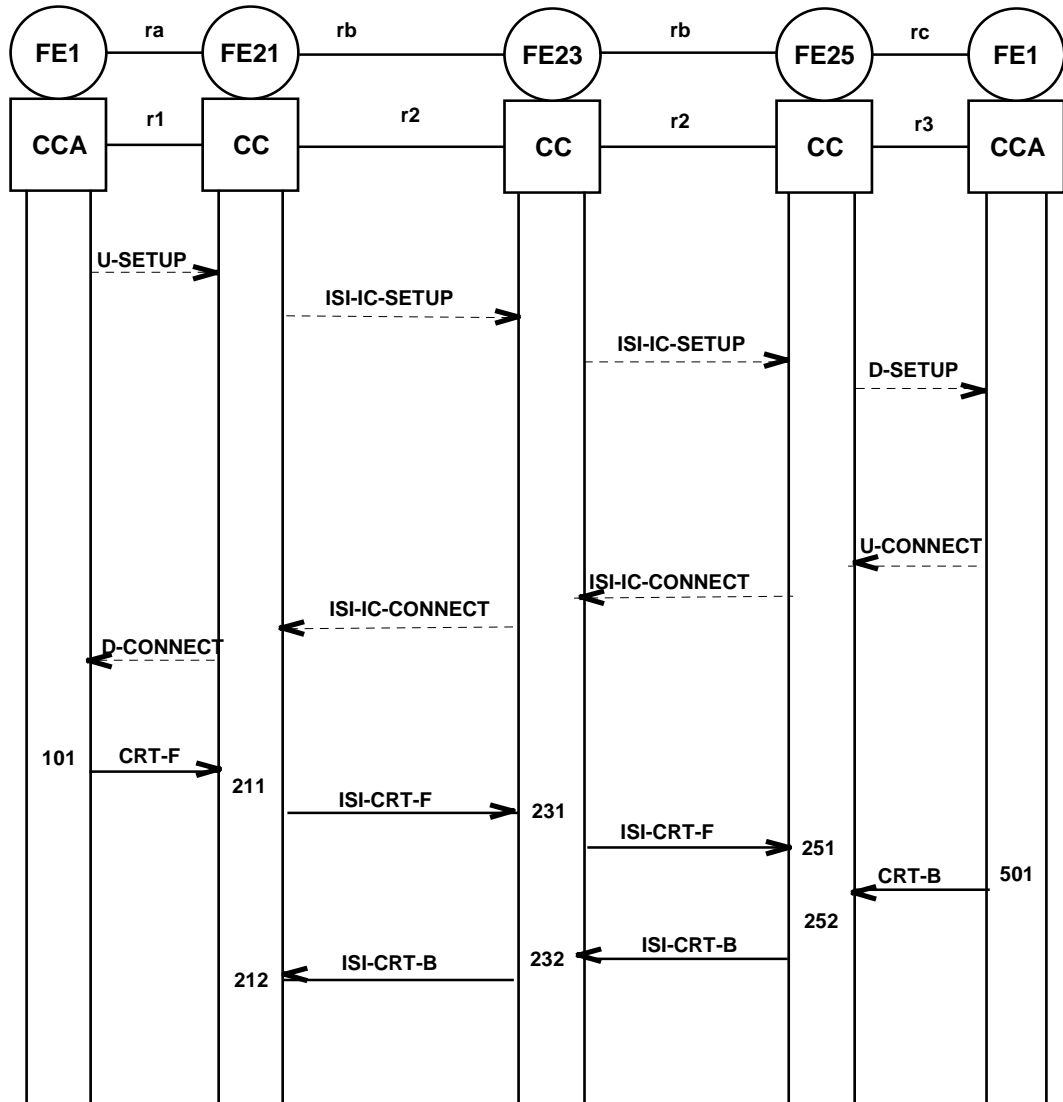 ra rb rb rc
FE1 FE21 FE23 FE25 FE1
r1 r2 r2 r3
CCA CC CC CC CCA
U-SETUP
ISI-IC-SETUP
ISI-IC-SETUP
D-SETUP
U-CONNECT
ISI-IC-CONNECT
ISI-IC-CONNECT
D-CONNECT
101 CRT-F
211
ISI-CRT-F 231
ISI-CRT-F 251
CRT-B 501
252
ISI-CRT-B 232
212 ISI-CRT-B